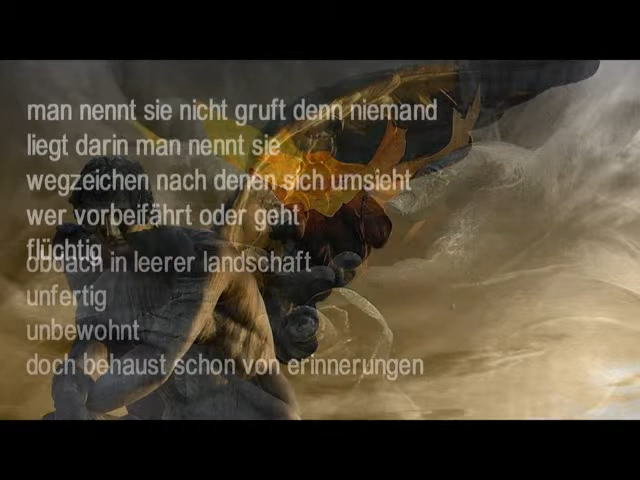 man nennt sie nicht gruft denn niemand
liegt darin man nennt sie
wegzeichen nach denen sich umsieht
wer vorbeifährt oder geht
flüchtig
obdach in leerer landschaft
unfertig
unbewohnt
doch behaust schon von erinnerungen